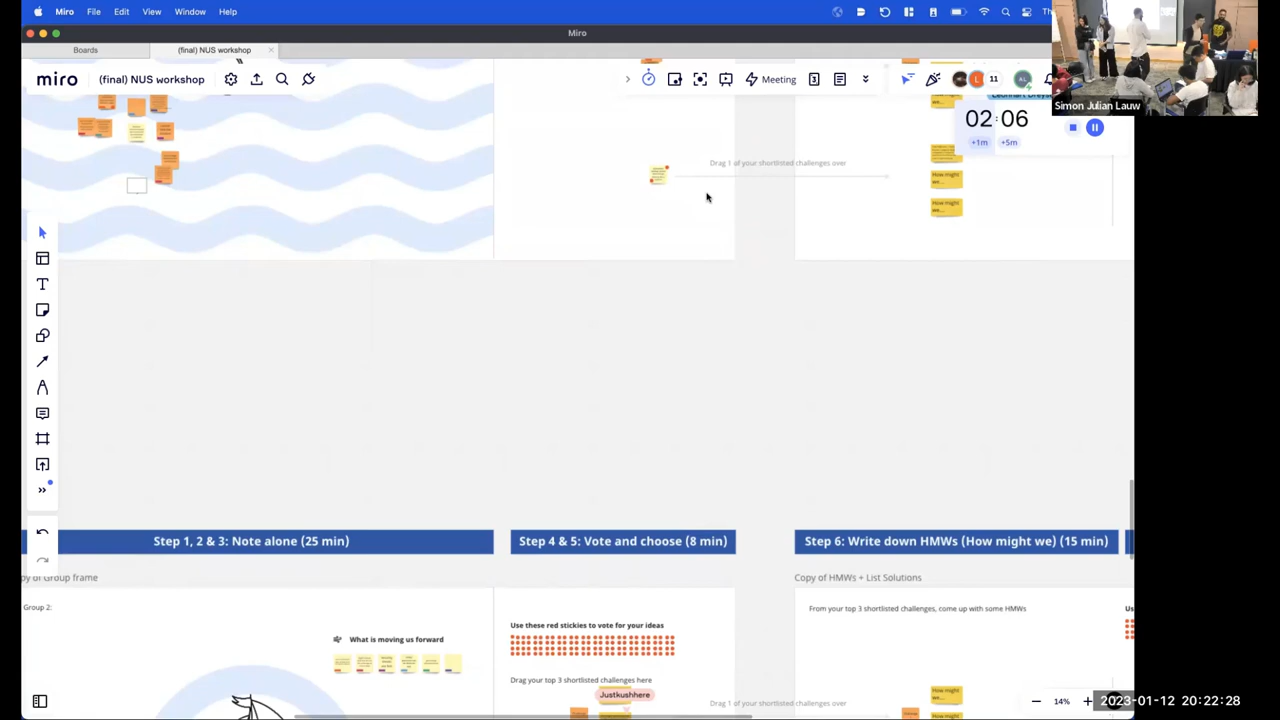 Miro File Edit View Window Help
Miro
Boards (final) NUS workshop
miro (final) NUS workshop Meeting 11
Simon Julian Lauw
02:06
+1m +5m
Drag 1 of your shortlisted challenges over
How might we...
How might we...
Step 1, 2 & 3: Note alone (25 min)
Step 4 & 5: Vote and choose (8 min)
Step 6: Write down HMWs (How might we) (15 min)
py of Group frame
Copy of HMWs + List Solutions
Group 2:
From your top 3 shortlisted challenges, come up with some HMWs
Us
Use these red stickies to vote for your ideas
What is moving us forward
Drag your top 3 shortlisted challenges here
Justkushhere
How might we...
Drag 1 of your shortlisted challenges over
14%
2023-01-12 20:22:28